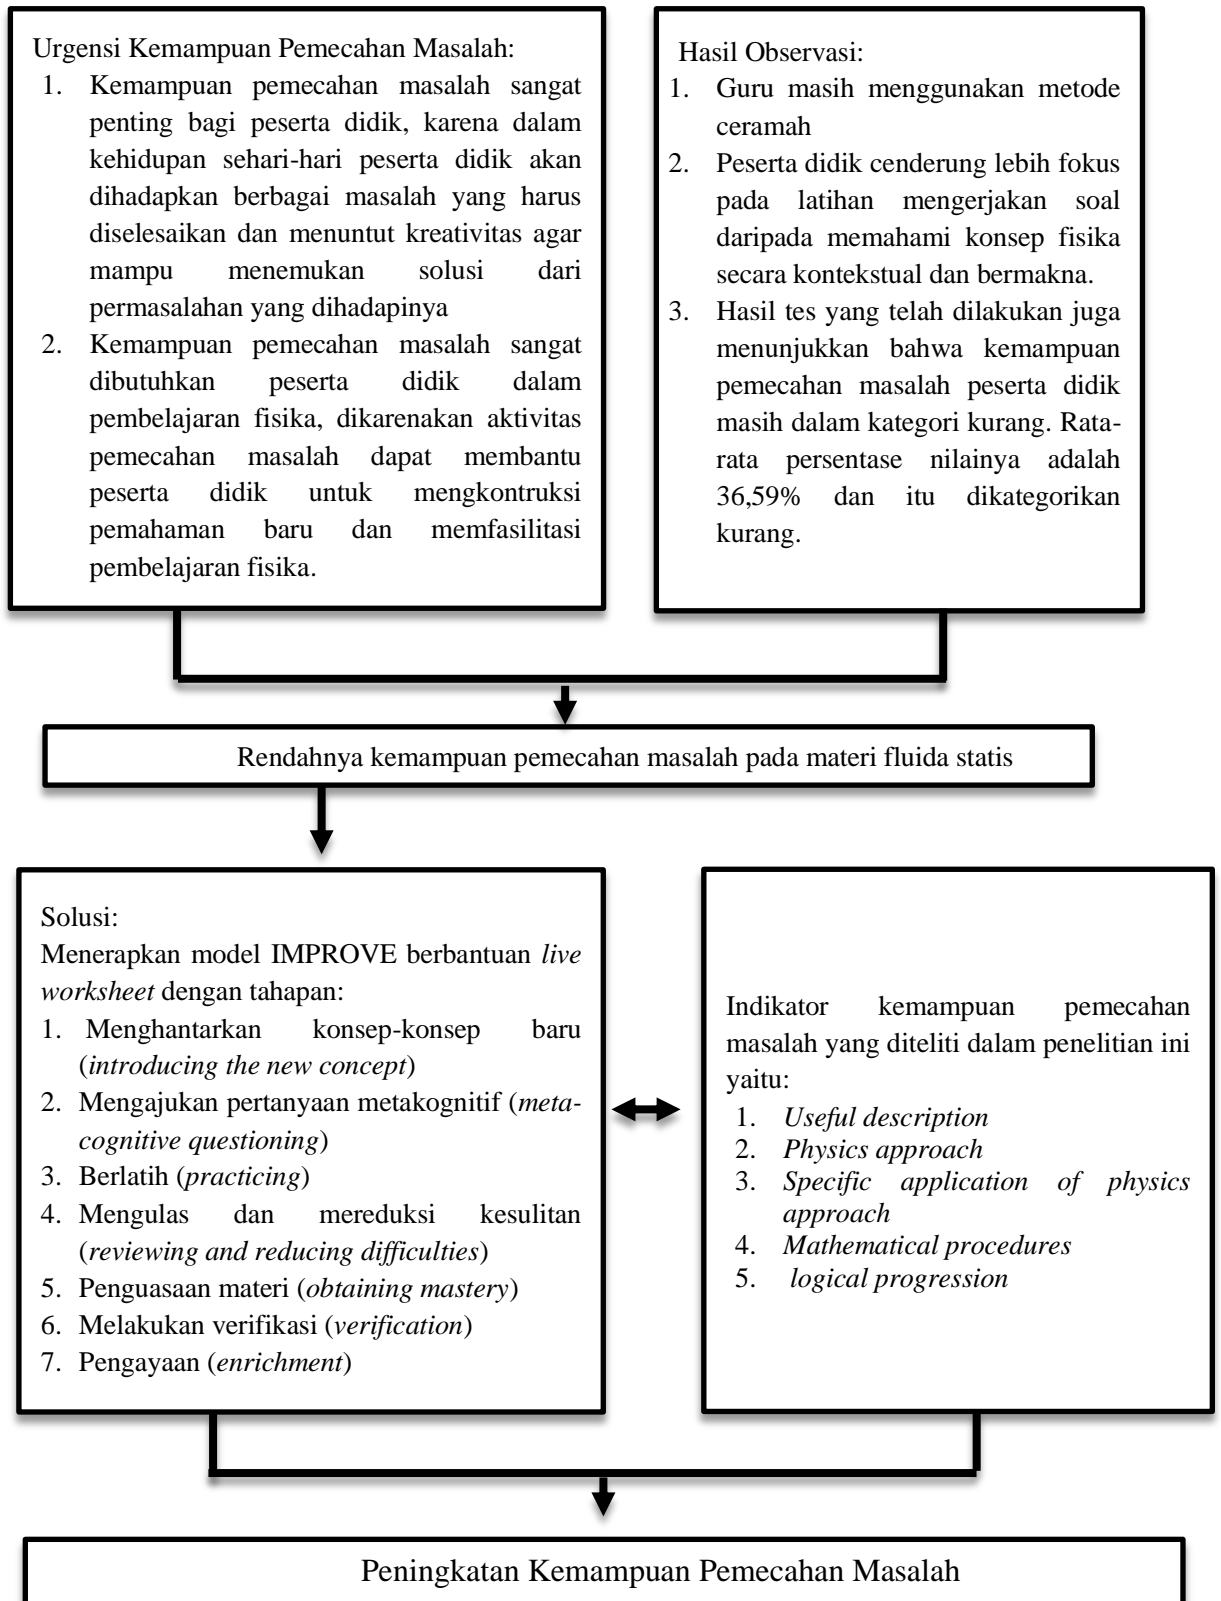 Urgensi Kemampuan Pemecahan Masalah:
1. Kemampuan pemecahan masalah sangat
penting bagi peserta didik, karena dalam
kehidupan sehari-hari peserta didik akan
dihadapkan berbagai masalah yang harus
diselesaikan dan menuntut kreativitas agar
mampu menemukan solusi dari
permasalahan yang dihadapinya
2. Kemampuan pemecahan masalah sangat
dibutuhkan peserta didik dalam
pembelajaran fisika, dikarenakan aktivitas
pemecahan masalah dapat membantu
peserta didik untuk mengkontruksi
pemahaman baru dan memfasilitasi
pembelajaran fisika.
Hasil Observasi:
1. Guru masih menggunakan metode
ceramah
2. Peserta didik cenderung lebih fokus
pada latihan mengerjakan soal
daripada memahami konsep fisika
secara kontekstual dan bermakna.
3. Hasil tes yang telah dilakukan juga
menunjukkan bahwa kemampuan
pemecahan masalah peserta didik
masih dalam kategori kurang. Rata-
rata persentase nilainya adalah
36,59% dan itu dikategorikan
kurang.
Rendahnya kemampuan pemecahan masalah pada materi fluida statis
Solusi:
Menerapkan model IMPROVE berbantuan live
worksheet dengan tahapan:
1. Menghantarkan konsep-konsep baru
(introducing the new concept)
2. Mengajukan pertanyaan metakognitif (meta-
cognitive questioning)
3. Berlatih (practicing)
4. Mengulas dan mereduksi kesulitan
(reviewing and reducing difficulties)
5. Penguasaan materi (obtaining mastery)
6. Melakukan verifikasi (verification)
7. Pengayaan (enrichment)
Indikator kemampuan pemecahan
masalah yang diteliti dalam penelitian ini
yaitu:
1. Useful description
2. Physics approach
3. Specific application of physics
approach
4. Mathematical procedures
5. logical progression
Peningkatan Kemampuan Pemecahan Masalah